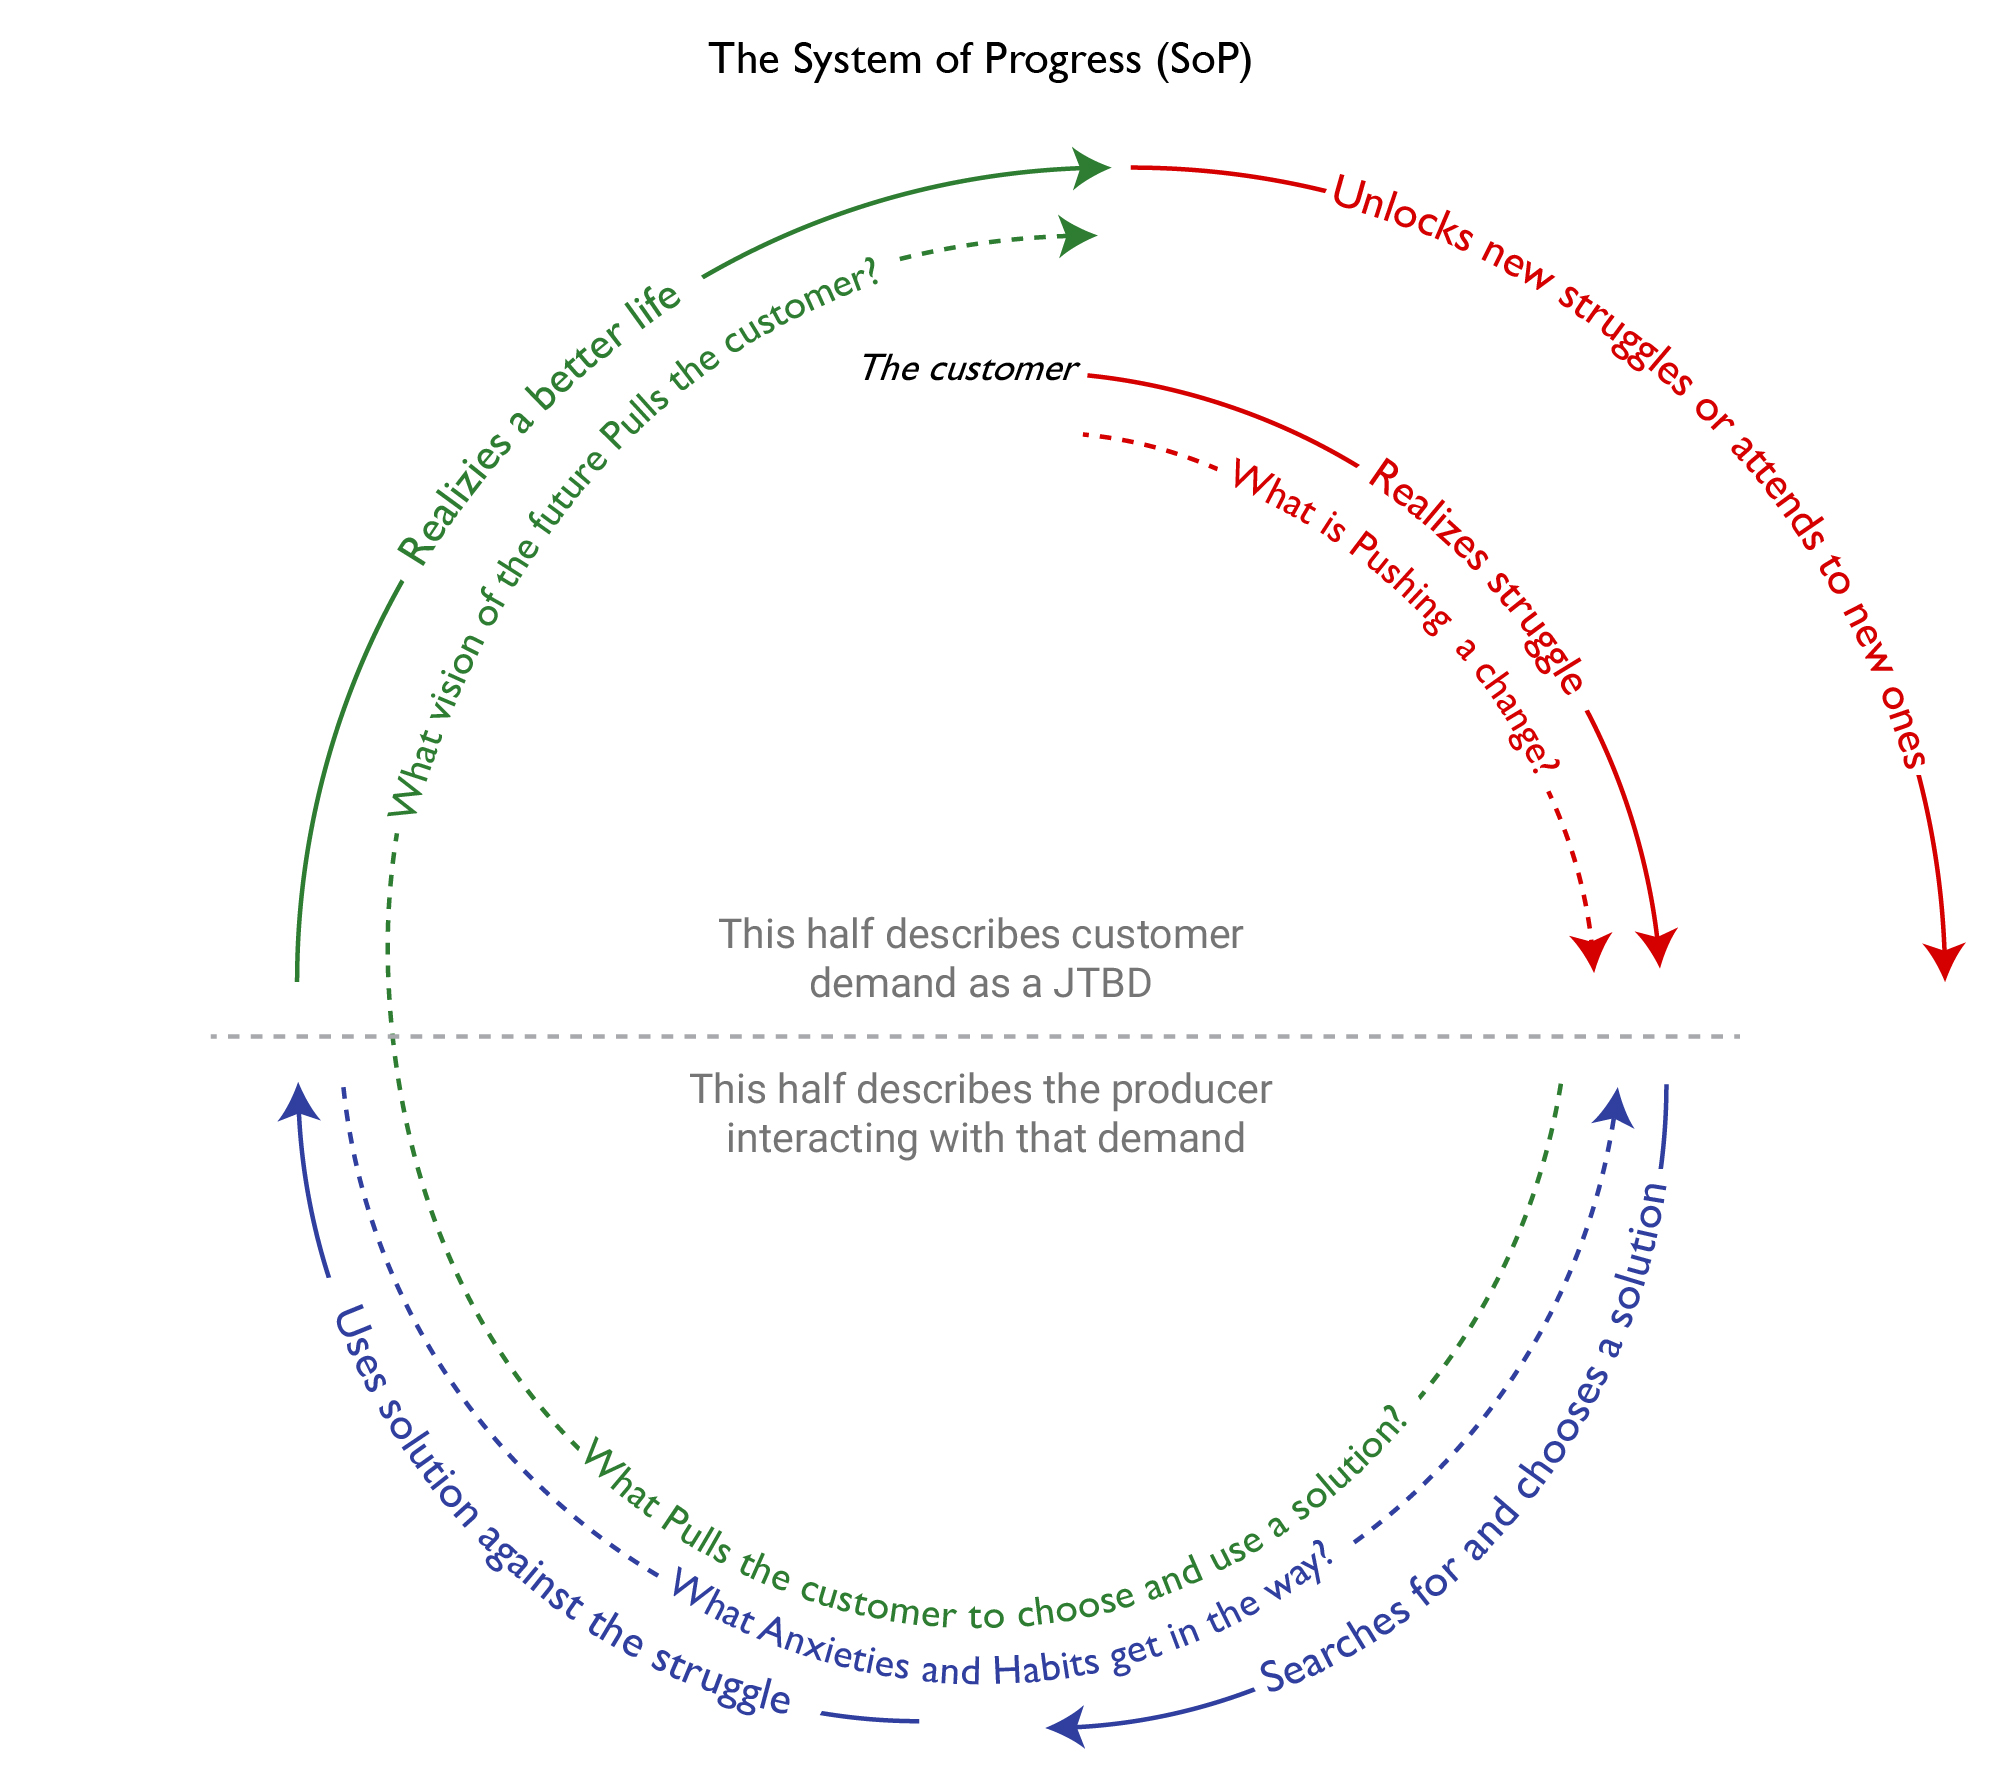 The System of Progress (SoP)
Unlocks new struggles or attends to new ones
Realizies a better life
What vision of the future Pulls the customer?
The customer
Realizes struggle
What is Pushing a change?
This half describes customer
demand as a JTBD
This half describes the producer
interacting with that demand
Searches for and chooses a solution
What Pulls the customer to choose and use a solution?
What Anxieties and Habits get in the way?
Uses solution against the struggle